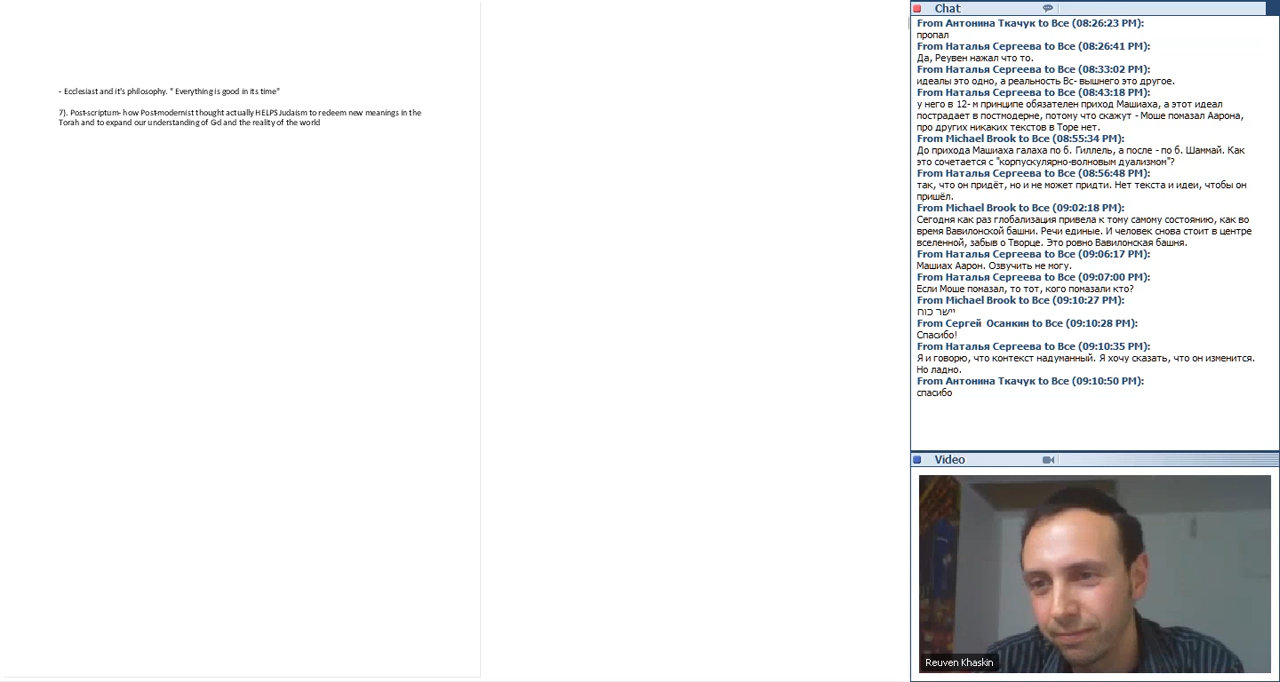 - Ecclesiast and it's philosophy. " Everything is good in its time"
7). Post-scriptum- how Post-modernist thought actually HELPS Judaism to redeem new meanings in the
Torah and to expand our understanding of G-d and the reality of the world
Chat
From Антонина Ткачук to Все (08:26:23 PM):
пропал
From Наталья Сергеева to Все (08:26:41 PM):
Да, Реувен нажал что то.
From Наталья Сергеева to Все (08:33:02 PM):
идеалы это одно, а реальность Вс- вышнего это другое.
From Наталья Сергеева to Все (08:43:18 PM):
у него в 12- м принципе обязателен приход Машиаха, а этот идеал
пострадает в постмодерне, потому что скажут - Моше помазал Аарона,
про других никаких текстов в Торе нет.
From Michael Brook to Все (08:55:34 PM):
До прихода Машиаха галаха по б. Гиллель, а после - по б. Шаммай. Как
это сочетается с "корпускулярно-волновым дуализмом"?
From Наталья Сергеева to Все (08:56:48 PM):
так, что он придёт, но и не может придти. Нет текста и идеи, чтобы он
пришёл.
From Michael Brook to Все (09:02:18 PM):
Сегодня как раз глобализация привела к тому самому состоянию, как во
время Вавилонской башни. Речи единые. И человек снова стоит в центре
вселенной, забыв о Творце. Это ровно Вавилонская башня.
From Наталья Сергеева to Все (09:06:17 PM):
Машиах Аарон. Озвучить не могу.
From Наталья Сергеева to Все (09:07:00 PM):
Если Моше помазал, то тот, кого помазали кто?
From Michael Brook to Все (09:10:27 PM):
יישר כוח
From Сергей Осанкин to Все (09:10:28 PM):
Спасибо!
From Наталья Сергеева to Все (09:10:35 PM):
Я и говорю, что контекст надуманный. Я хочу сказать, что он изменится.
Но ладно.
From Антонина Ткачук to Все (09:10:50 PM):
спасибо
Video
Reuven Khaskin